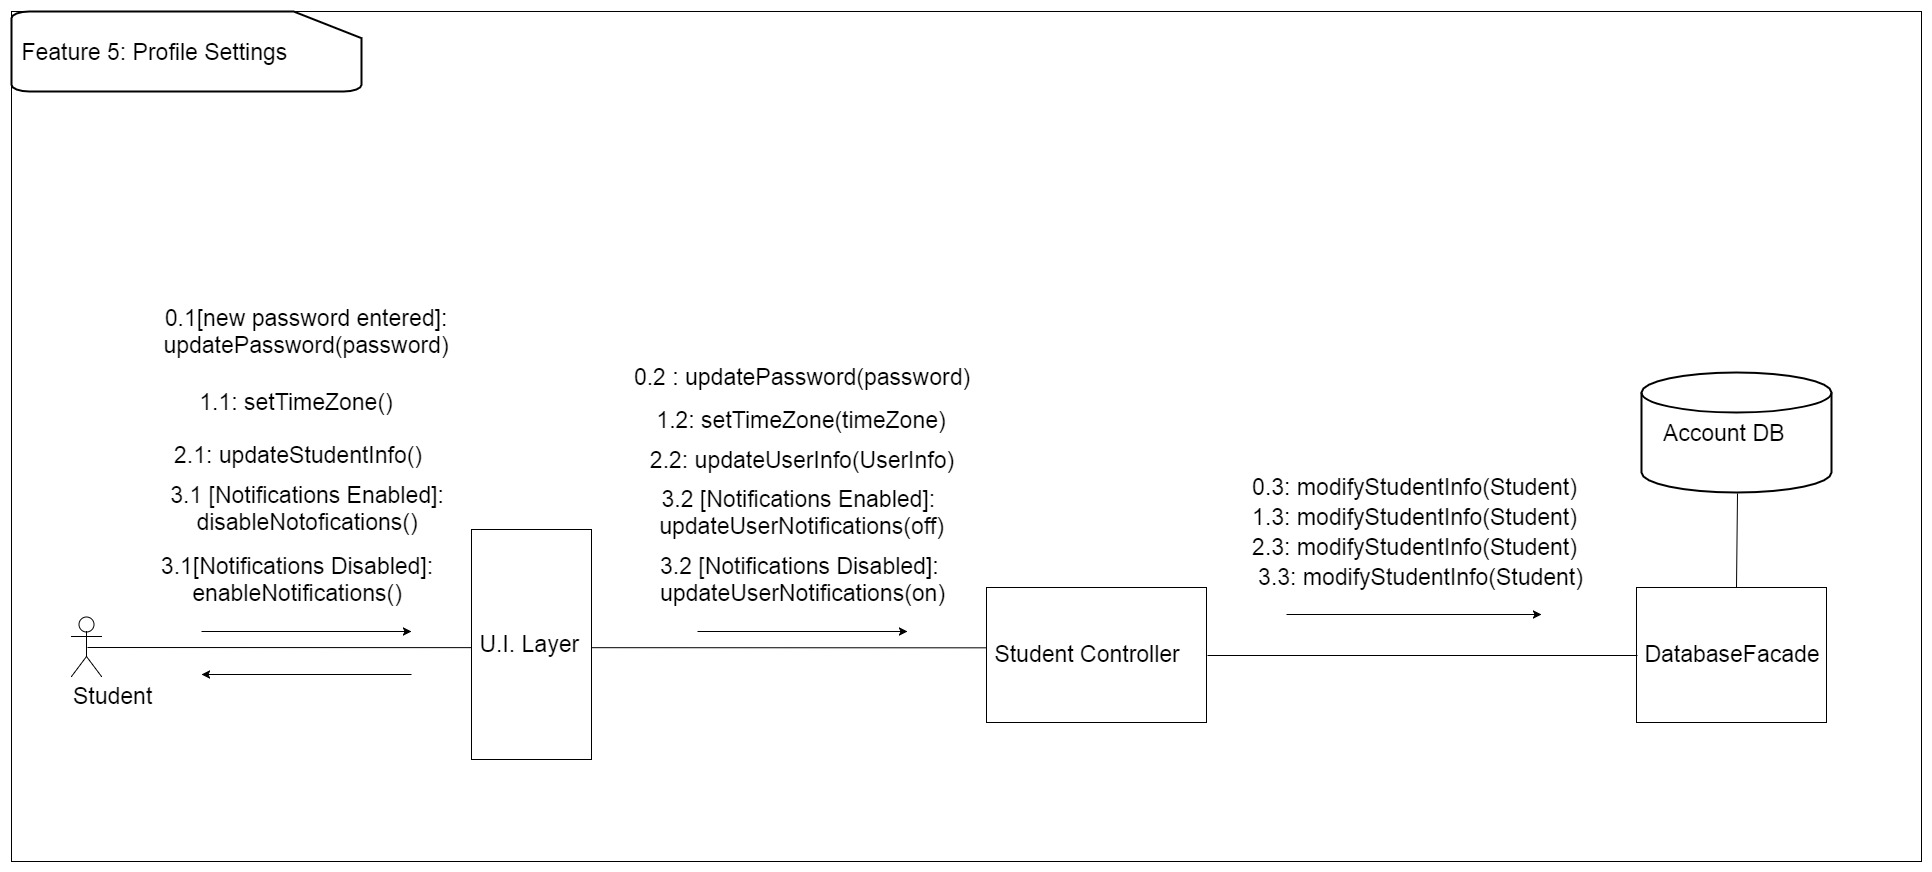 Feature 5: Profile Settings
0.1[new password entered]:
updatePassword(password)
1.1: setTimeZone()
2.1: updateStudentInfo()
3.1 [Notifications Enabled]:
disableNotofications()
3.1[Notifications Disabled]:
enableNotifications()
Student
U.I. Layer
0.2 : updatePassword(password)
1.2: setTimeZone(timeZone)
2.2: updateUserInfo(UserInfo)
3.2 [Notifications Enabled]:
updateUserNotifications(off)
3.2 [Notifications Disabled]:
updateUserNotifications(on)
Student Controller
0.3: modifyStudentInfo(Student)
1.3: modifyStudentInfo(Student)
2.3: modifyStudentInfo(Student)
3.3: modifyStudentInfo(Student)
Account DB
DatabaseFacade